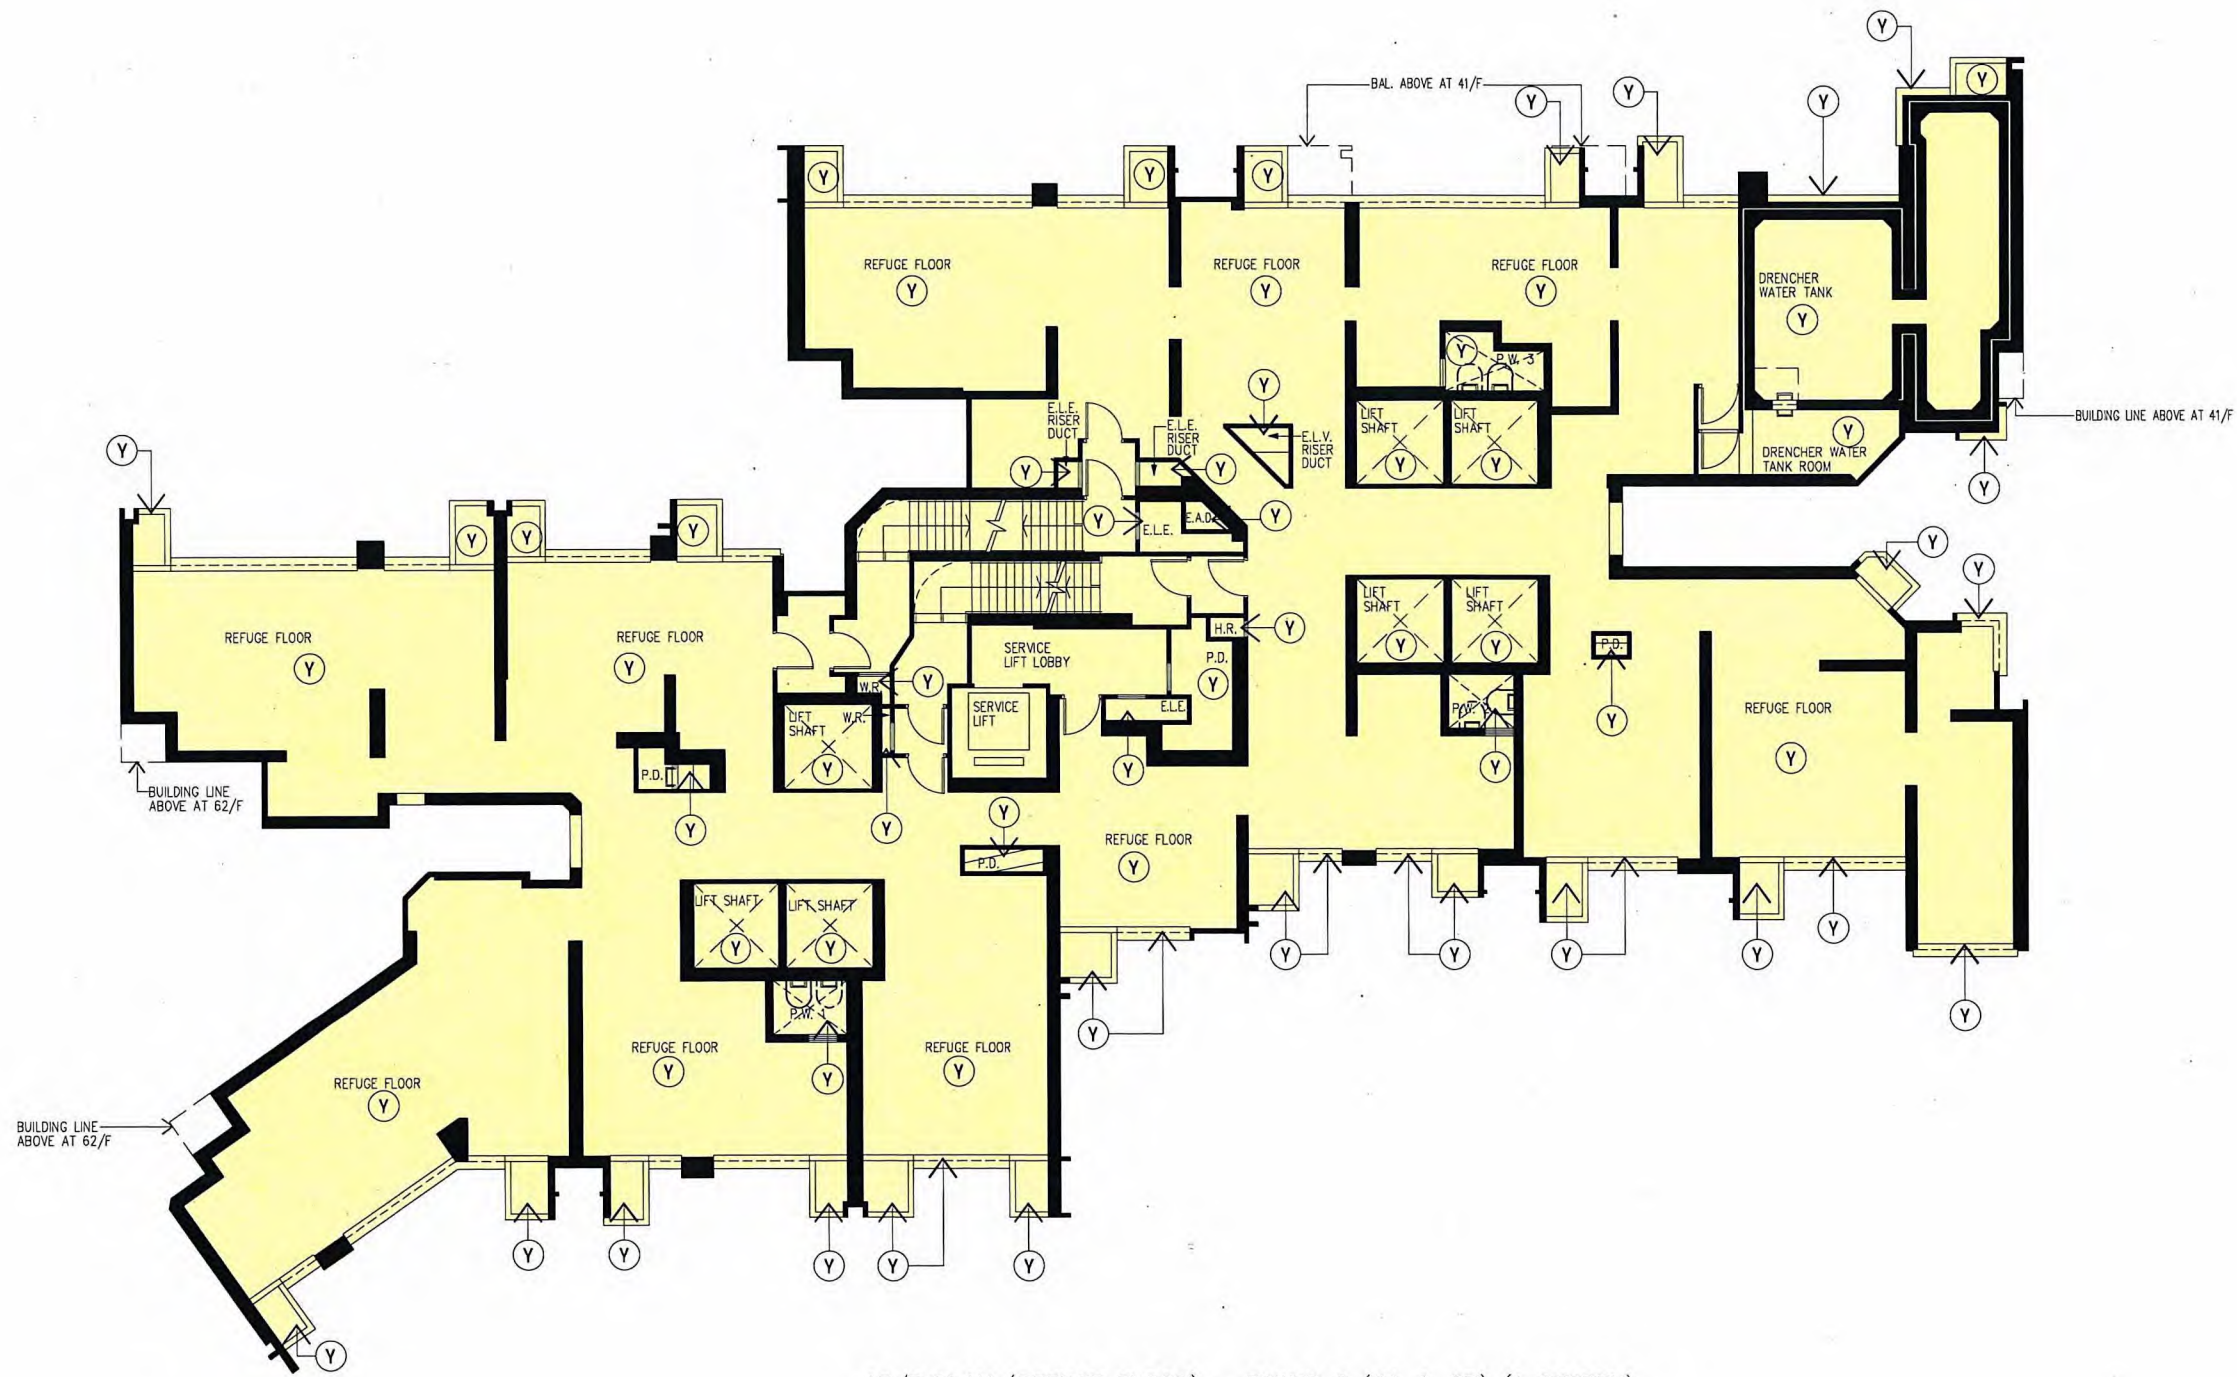 Y
Y
BAL. ABOVE AT 41/F
Y
Y
Y
Y
Y
Y
REFUGE FLOOR
Y
REFUGE FLOOR
Y
REFUGE FLOOR
Y
DRENCHER
WATER TANK
Y
Y
P.W. 3
Y
E.L.E.
RISER
DUCT
E.L.E.
RISER
DUCT
E.L.V.
RISER
DUCT
LIFT
SHAFT
Y
LIFT
SHAFT
Y
BUILDING LINE ABOVE AT 41/F
Y
DRENCHER WATER
TANK ROOM
Y
Y
Y
Y
Y
E.L.E.
E.A.D.
Y
Y
Y
Y
Y
Y
Y
LIFT
SHAFT
Y
LIFT
SHAFT
Y
REFUGE FLOOR
Y
REFUGE FLOOR
Y
SERVICE
LIFT LOBBY
H.R.
Y
P.D.
Y
P.D.
Y
W.R.
Y
W.R.
LIFT
SHAFT
Y
SERVICE
LIFT
E.L.E.
Y
P.W. 2
Y
REFUGE FLOOR
Y
BUILDING LINE
ABOVE AT 62/F
P.D.
Y
Y
Y
P.D.
REFUGE FLOOR
Y
LIFT SHAFT
Y
LIFT SHAFT
Y
Y
Y
Y
Y
Y
Y
Y
P.W. 1
Y
REFUGE FLOOR
Y
REFUGE FLOOR
Y
REFUGE FLOOR
Y
BUILDING LINE
ABOVE AT 62/F
Y
Y
Y
Y
Y
Y